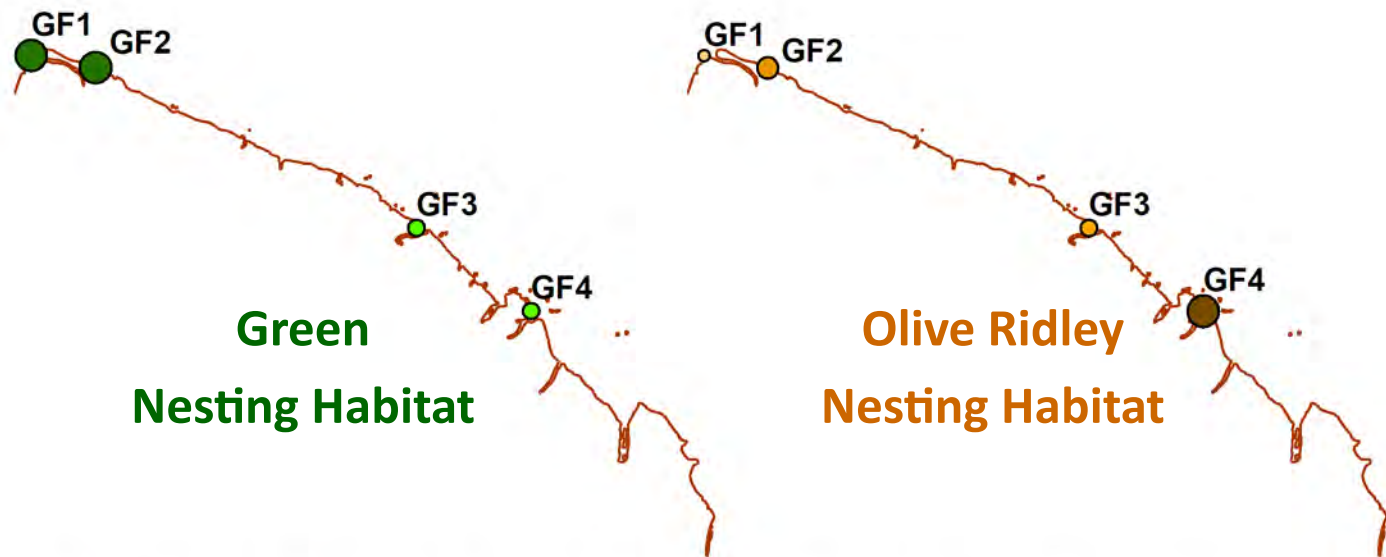 GF1
GF2
GF3
GF4
Green
Nesting Habitat
GF1
GF2
GF3
GF4
Olive Ridley
Nesting Habitat